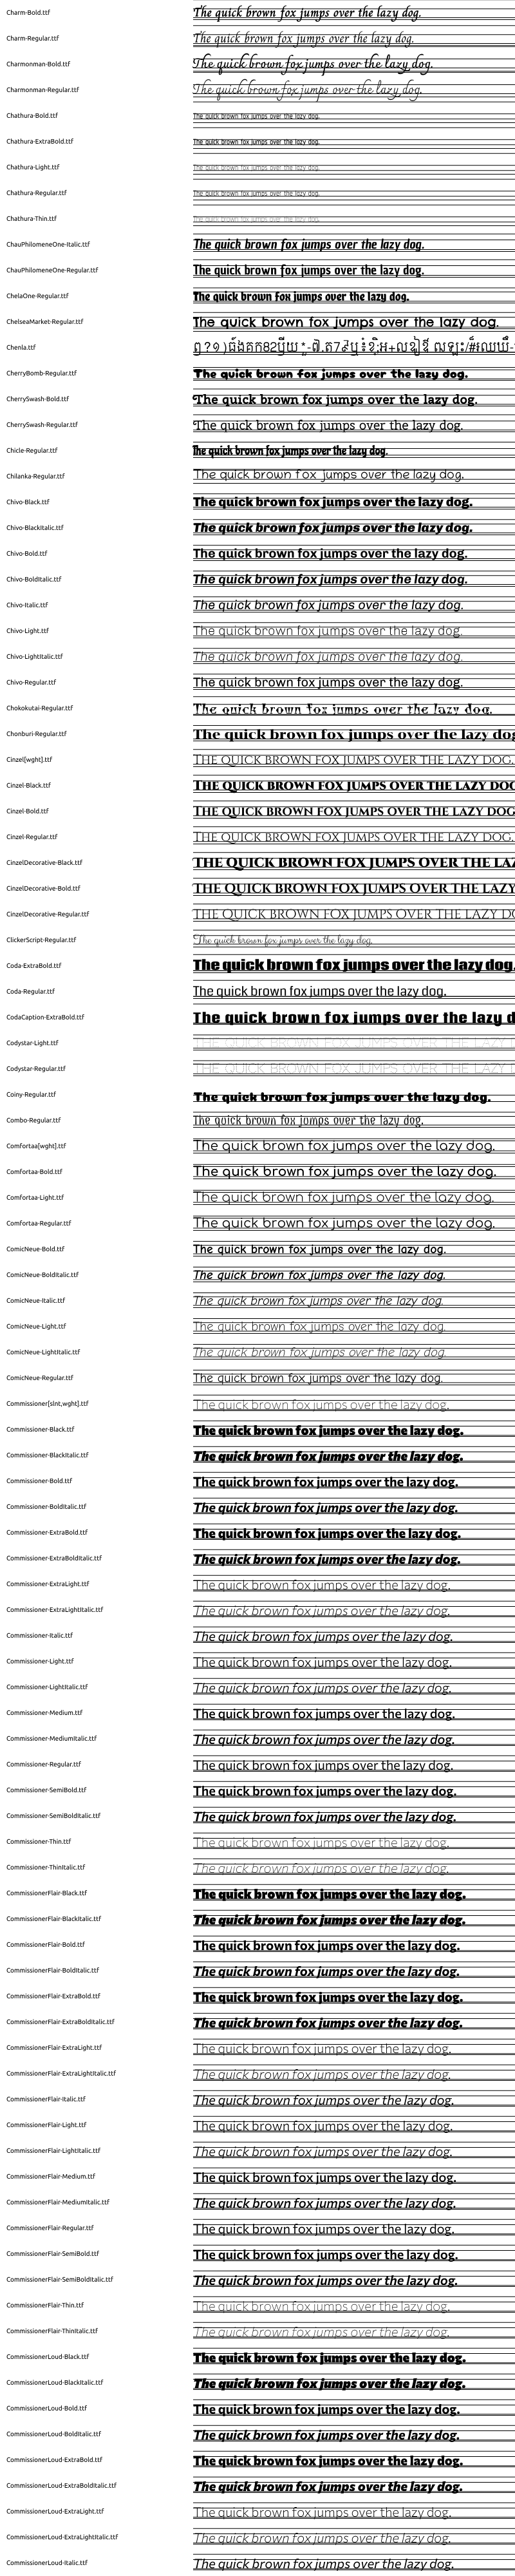 Charm-Bold.ttf The quick brown fox jumps over the lazy dog.
Charm-Regular.ttf The quick brown fox jumps over the lazy dog.
Charmonman-Bold.ttf The quick brown fox jumps over the lazy dog.
Charmonman-Regular.ttf The quick brown fox jumps over the lazy dog.
Chathura-Bold.ttf The quick brown fox jumps over the lazy dog.
Chathura-ExtraBold.ttf The quick brown fox jumps over the lazy dog.
Chathura-Light.ttf The quick brown fox jumps over the lazy dog.
Chathura-Regular.ttf The quick brown fox jumps over the lazy dog.
Chathura-Thin.ttf The quick brown fox jumps over the lazy dog.
ChauPhilomeneOne-Italic.ttf The quick brown fox jumps over the lazy dog.
ChauPhilomeneOne-Regular.ttf The quick brown fox jumps over the lazy dog.
ChelaOne-Regular.ttf The quick brown fox jumps over the lazy dog.
ChelseaMarket-Regular.ttf The quick brown fox jumps over the lazy dog.
Chenla.ttf
CherryBomb-Regular.ttf The quick brown fox jumps over the lazy dog.
CherrySwash-Bold.ttf The quick brown fox jumps over the lazy dog.
CherrySwash-Regular.ttf The quick brown fox jumps over the lazy dog.
Chicle-Regular.ttf The quick brown fox jumps over the lazy dog.
Chilanka-Regular.ttf The quick brown fox jumps over the lazy dog.
Chivo-Black.ttf The quick brown fox jumps over the lazy dog.
Chivo-BlackItalic.ttf The quick brown fox jumps over the lazy dog.
Chivo-Bold.ttf The quick brown fox jumps over the lazy dog.
Chivo-BoldItalic.ttf The quick brown fox jumps over the lazy dog.
Chivo-Italic.ttf The quick brown fox jumps over the lazy dog.
Chivo-Light.ttf The quick brown fox jumps over the lazy dog.
Chivo-LightItalic.ttf The quick brown fox jumps over the lazy dog.
Chivo-Regular.ttf The quick brown fox jumps over the lazy dog.
Chokokutai-Regular.ttf The quick brown fox jumps over the lazy dog.
Chonburi-Regular.ttf The quick brown fox jumps over the lazy dog
Cinzel[wght].ttf THE QUICK BROWN FOX JUMPS OVER THE LAZY DOG.
Cinzel-Black.ttf THE QUICK BROWN FOX JUMPS OVER THE LAZY DOG
Cinzel-Bold.ttf THE QUICK BROWN FOX JUMPS OVER THE LAZY DOG
Cinzel-Regular.ttf THE QUICK BROWN FOX JUMPS OVER THE LAZY DOG.
CinzelDecorative-Black.ttf THE QUICK BROWN FOX JUMPS OVER THE LAZ
CinzelDecorative-Bold.ttf THE QUICK BROWN FOX JUMPS OVER THE LAZY
CinzelDecorative-Regular.ttf THE QUICK BROWN FOX JUMPS OVER THE LAZY DO
ClickerScript-Regular.ttf The quick brown fox jumps over the lazy dog.
Coda-ExtraBold.ttf The quick brown fox jumps over the lazy dog.
Coda-Regular.ttf The quick brown fox jumps over the lazy dog.
CodaCaption-ExtraBold.ttf The quick brown fox jumps over the lazy d
Codystar-Light.ttf THE QUICK BROWN FOX JUMPS OVER THE LAZY D
Codystar-Regular.ttf THE QUICK BROWN FOX JUMPS OVER THE LAZY D
Coiny-Regular.ttf The quick brown fox jumps over the lazy dog.
Combo-Regular.ttf The quick brown fox jumps over the lazy dog.
Comfortaa[wght].ttf The quick brown fox jumps over the lazy dog.
Comfortaa-Bold.ttf The quick brown fox jumps over the lazy dog.
Comfortaa-Light.ttf The quick brown fox jumps over the lazy dog.
Comfortaa-Regular.ttf The quick brown fox jumps over the lazy dog.
ComicNeue-Bold.ttf The quick brown fox jumps over the lazy dog.
ComicNeue-BoldItalic.ttf The quick brown fox jumps over the lazy dog.
ComicNeue-Italic.ttf The quick brown fox jumps over the lazy dog.
ComicNeue-Light.ttf The quick brown fox jumps over the lazy dog.
ComicNeue-LightItalic.ttf The quick brown fox jumps over the lazy dog.
ComicNeue-Regular.ttf The quick brown fox jumps over the lazy dog.
Commissioner[slnt,wght].ttf The quick brown fox jumps over the lazy dog.
Commissioner-Black.ttf The quick brown fox jumps over the lazy dog.
Commissioner-BlackItalic.ttf The quick brown fox jumps over the lazy dog.
Commissioner-Bold.ttf The quick brown fox jumps over the lazy dog.
Commissioner-BoldItalic.ttf The quick brown fox jumps over the lazy dog.
Commissioner-ExtraBold.ttf The quick brown fox jumps over the lazy dog.
Commissioner-ExtraBoldItalic.ttf The quick brown fox jumps over the lazy dog.
Commissioner-ExtraLight.ttf The quick brown fox jumps over the lazy dog.
Commissioner-ExtraLightItalic.ttf The quick brown fox jumps over the lazy dog.
Commissioner-Italic.ttf The quick brown fox jumps over the lazy dog.
Commissioner-Light.ttf The quick brown fox jumps over the lazy dog.
Commissioner-LightItalic.ttf The quick brown fox jumps over the lazy dog.
Commissioner-Medium.ttf The quick brown fox jumps over the lazy dog.
Commissioner-MediumItalic.ttf The quick brown fox jumps over the lazy dog.
Commissioner-Regular.ttf The quick brown fox jumps over the lazy dog.
Commissioner-SemiBold.ttf The quick brown fox jumps over the lazy dog.
Commissioner-SemiBoldItalic.ttf The quick brown fox jumps over the lazy dog.
Commissioner-Thin.ttf The quick brown fox jumps over the lazy dog.
Commissioner-ThinItalic.ttf The quick brown fox jumps over the lazy dog.
CommissionerFlair-Black.ttf The quick brown fox jumps over the lazy dog.
CommissionerFlair-BlackItalic.ttf The quick brown fox jumps over the lazy dog.
CommissionerFlair-Bold.ttf The quick brown fox jumps over the lazy dog.
CommissionerFlair-BoldItalic.ttf The quick brown fox jumps over the lazy dog.
CommissionerFlair-ExtraBold.ttf The quick brown fox jumps over the lazy dog.
CommissionerFlair-ExtraBoldItalic.ttf The quick brown fox jumps over the lazy dog.
CommissionerFlair-ExtraLight.ttf The quick brown fox jumps over the lazy dog.
CommissionerFlair-ExtraLightItalic.ttf The quick brown fox jumps over the lazy dog.
CommissionerFlair-Italic.ttf The quick brown fox jumps over the lazy dog.
CommissionerFlair-Light.ttf The quick brown fox jumps over the lazy dog.
CommissionerFlair-LightItalic.ttf The quick brown fox jumps over the lazy dog.
CommissionerFlair-Medium.ttf The quick brown fox jumps over the lazy dog.
CommissionerFlair-MediumItalic.ttf The quick brown fox jumps over the lazy dog.
CommissionerFlair-Regular.ttf The quick brown fox jumps over the lazy dog.
CommissionerFlair-SemiBold.ttf The quick brown fox jumps over the lazy dog.
CommissionerFlair-SemiBoldItalic.ttf The quick brown fox jumps over the lazy dog.
CommissionerFlair-Thin.ttf The quick brown fox jumps over the lazy dog.
CommissionerFlair-ThinItalic.ttf The quick brown fox jumps over the lazy dog.
CommissionerLoud-Black.ttf The quick brown fox jumps over the lazy dog.
CommissionerLoud-BlackItalic.ttf The quick brown fox jumps over the lazy dog.
CommissionerLoud-Bold.ttf The quick brown fox jumps over the lazy dog.
CommissionerLoud-BoldItalic.ttf The quick brown fox jumps over the lazy dog.
CommissionerLoud-ExtraBold.ttf The quick brown fox jumps over the lazy dog.
CommissionerLoud-ExtraBoldItalic.ttf The quick brown fox jumps over the lazy dog.
CommissionerLoud-ExtraLight.ttf The quick brown fox jumps over the lazy dog.
CommissionerLoud-ExtraLightItalic.ttf The quick brown fox jumps over the lazy dog.
CommissionerLoud-Italic.ttf The quick brown fox jumps over the lazy dog.